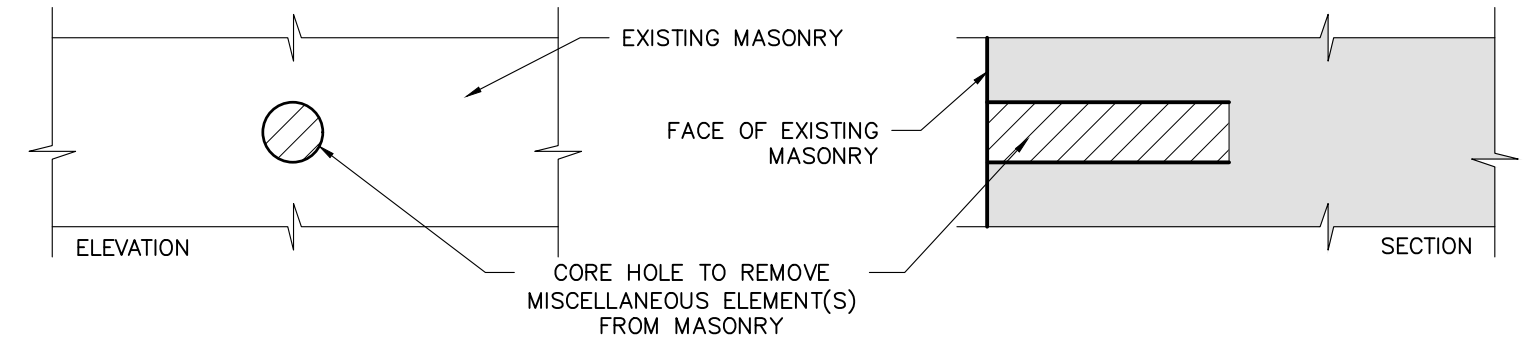 EXISTING MASONRY
FACE OF EXISTING
MASONRY
ELEVATION
SECTION
CORE HOLE TO REMOVE
MISCELLANEOUS ELEMENT(S)
FROM MASONRY